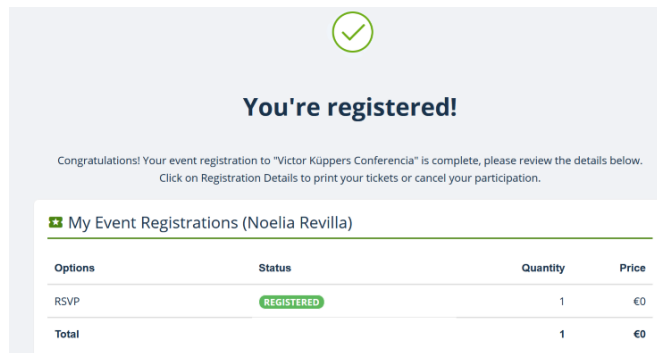 You're registered!
Congratulations! Your event registration to "Victor Küppers Conferencia" is complete, please review the details below.
Click on Registration Details to print your tickets or cancel your participation.
My Event Registrations (Noelia Revilla)
Options Status Quantity Price
RSVP REGISTERED 1 €0
Total 1 €0